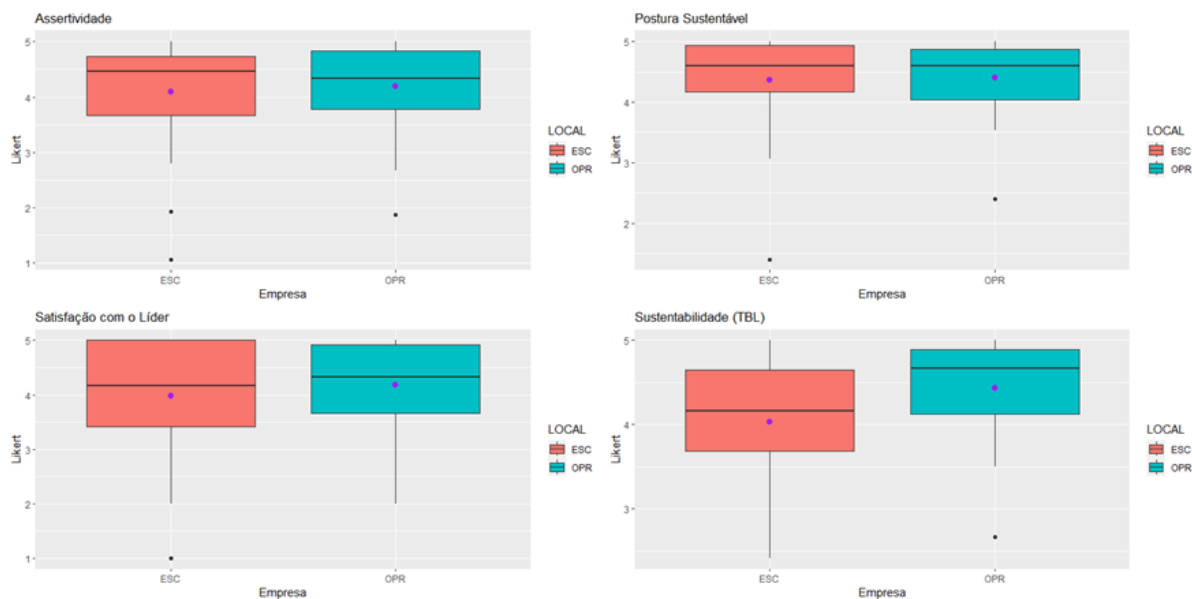 Assertividade
5
4
3
2
1
Likert
ESC
OPR
Empresa
LOCAL
ESC
OPR
Postura Sustentável
5
4
3
2
Likert
ESC
OPR
Empresa
LOCAL
ESC
OPR
Satisfação com o Líder
5
4
3
2
1
Likert
ESC
OPR
Empresa
LOCAL
ESC
OPR
Sustentabilidade (TBL)
5
4
3
Likert
ESC
OPR
Empresa
LOCAL
ESC
OPR